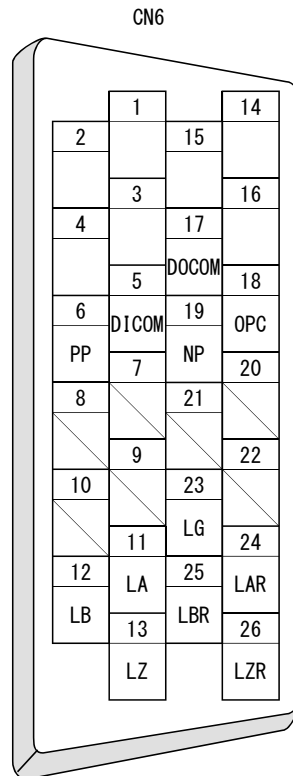 CN6
1 14
2 15
3 16
4 17
DOCOM
5 18
6 DICOM 19 OPC
PP 7 NP 20
8 21
9 22
10 23
LG
11 24
12 LA 25 LAR
LB 13 LBR 26
LZ LZR